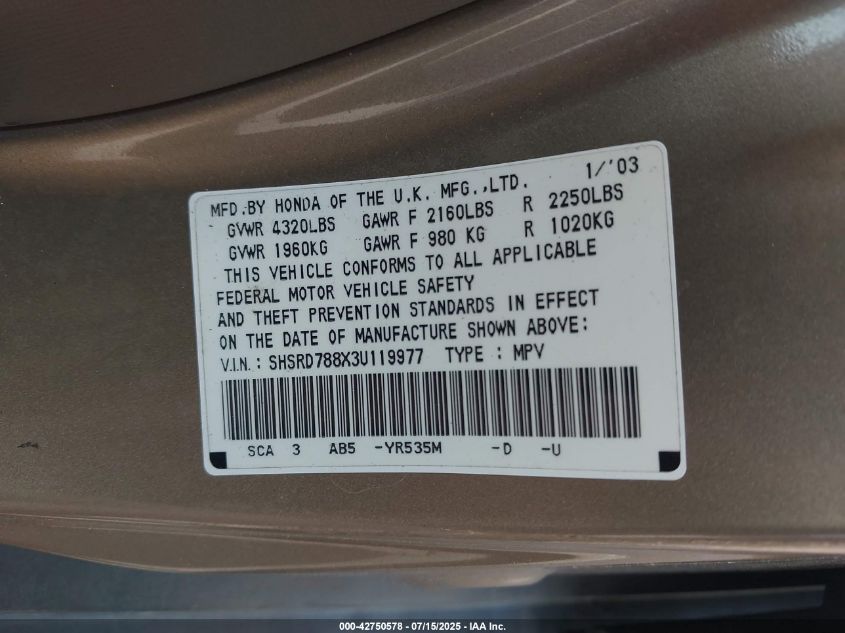 MFD.BY HONDA OF THE U.K. MFG.,LTD. 1/'03
GVWR 4320LBS GAWR F 2160LBS R 2250LBS
GVWR 1960KG GAWR F 980 KG R 1020KG
THIS VEHICLE CONFORMS TO ALL APPLICABLE
FEDERAL MOTOR VEHICLE SAFETY
AND THEFT PREVENTION STANDARDS IN EFFECT
ON THE DATE OF MANUFACTURE SHOWN ABOVE:
V.I.N.: SHSRD788X3U119977 TYPE : MPV
SCA 3 AB5 -YR535M -D -U
000-42750578 - 07/15/2025 - IAA Inc.